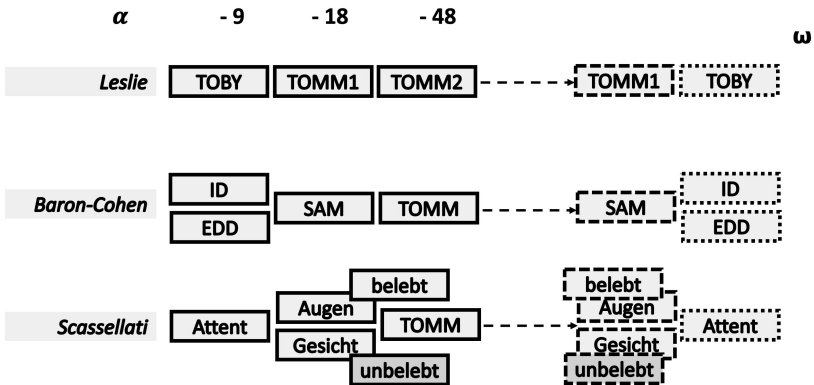 α - 9 - 18 - 48
ω
Leslie TOBY TOMM1 TOMM2 TOMM1 TOBY
ID ID
Baron-Cohen SAM TOMM SAM
EDD EDD
belebt belebt
Augen Augen
Scassellati Attent TOMM Attent
Gesicht Gesicht
unbelebt unbelebt